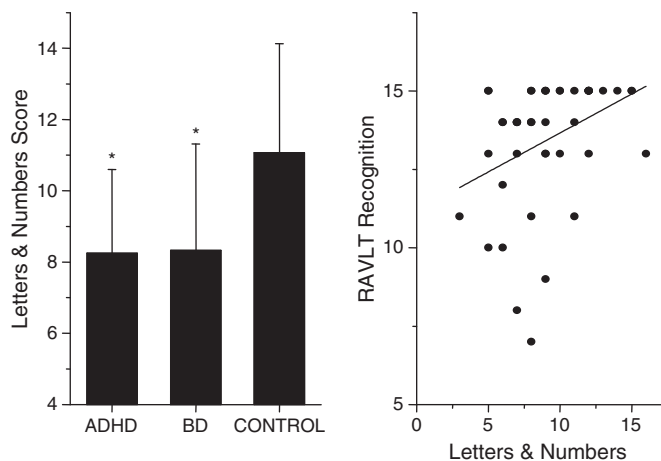 Letters & Numbers Score
14
12
10
8
6
4
*
*
ADHD
BD
CONTROL
RAVLT Recognition
15
10
5
0
5
10
15
Letters & Numbers